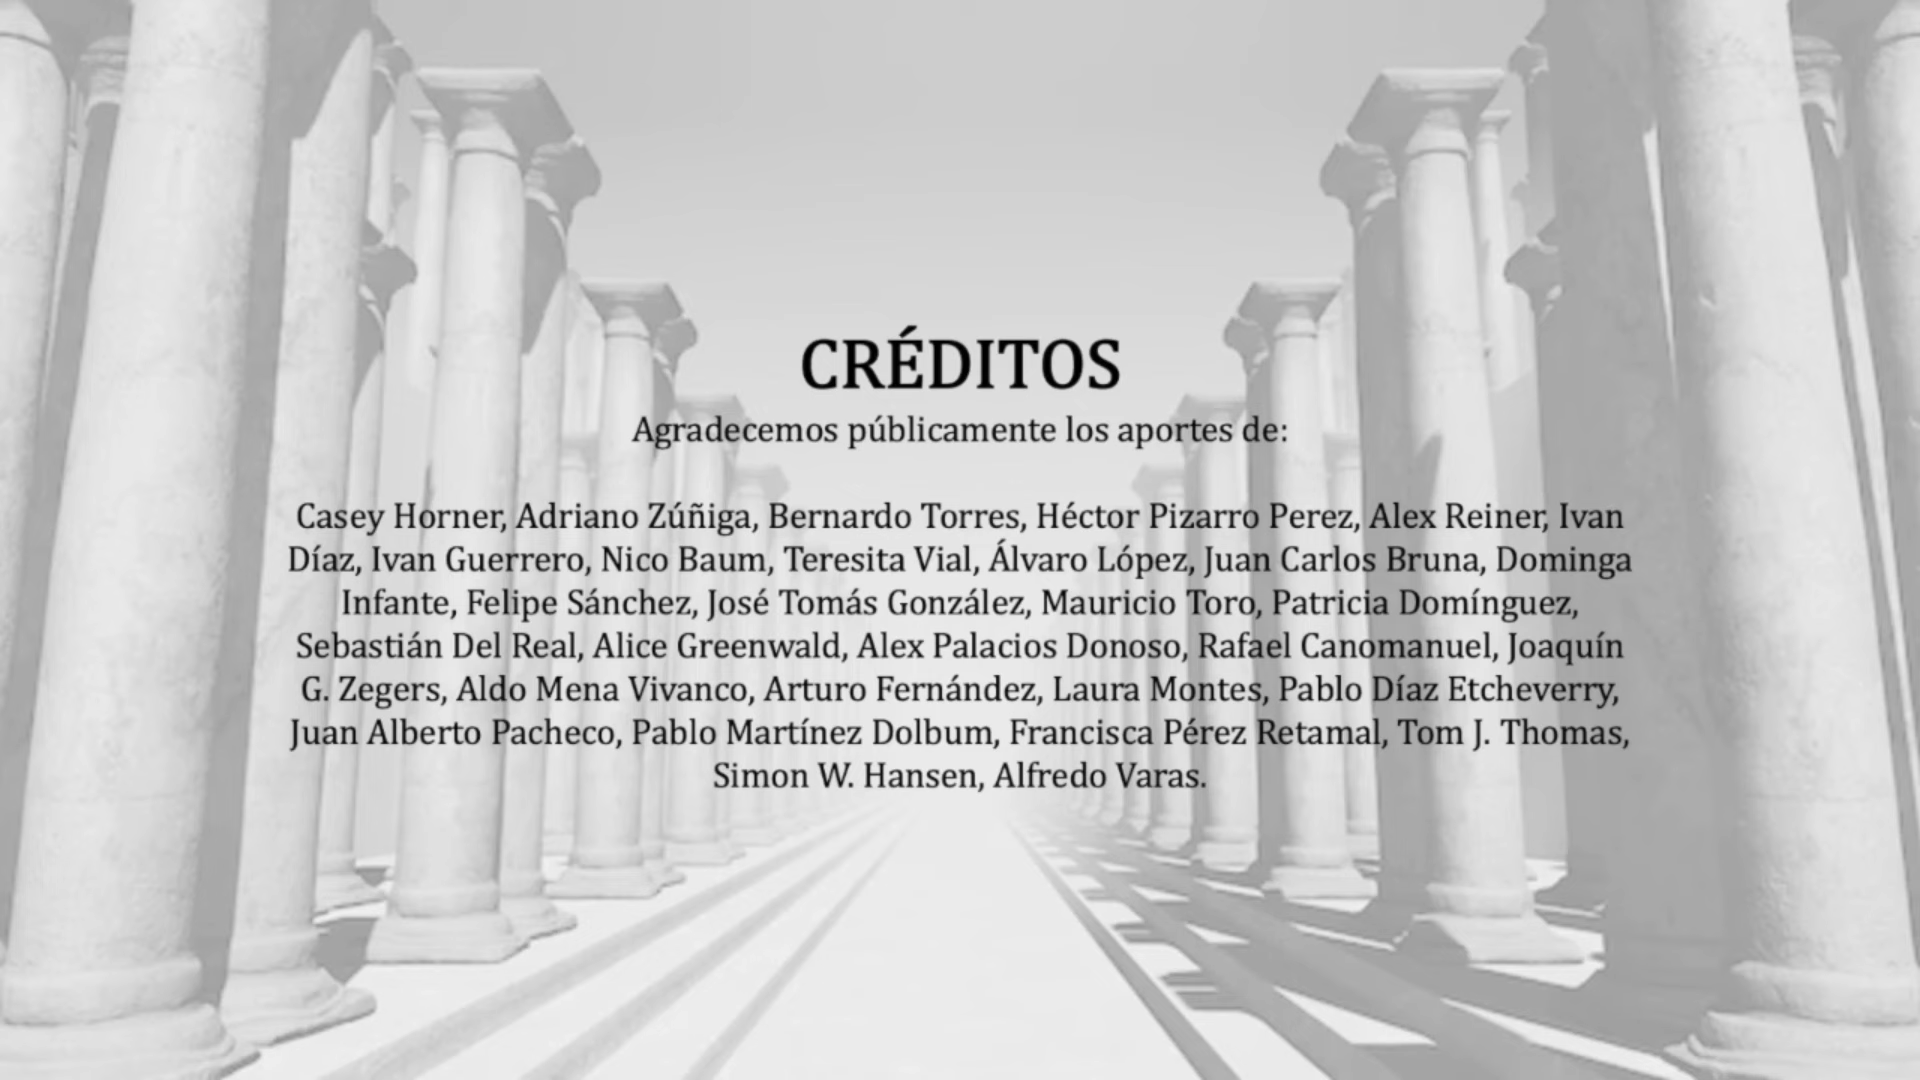 CRÉDITOS
Agradecemos públicamente los aportes de:
Casey Horner, Adriano Zúñiga, Bernardo Torres, Héctor Pizarro Perez, Alex Reiner, Ivan
Díaz, Ivan Guerrero, Nico Baum, Teresita Vial, Álvaro López, Juan Carlos Bruna, Dominga
Infante, Felipe Sánchez, José Tomás González, Mauricio Toro, Patricia Domínguez,
Sebastián Del Real, Alice Greenwald, Alex Palacios Donoso, Rafael Canomanuel, Joaquín
G. Zegers, Aldo Mena Vivanco, Arturo Fernández, Laura Montes, Pablo Díaz Etcheverry,
Juan Alberto Pacheco, Pablo Martínez Dolbum, Francisca Pérez Retamal, Tom J. Thomas,
Simon W. Hansen, Alfredo Varas.